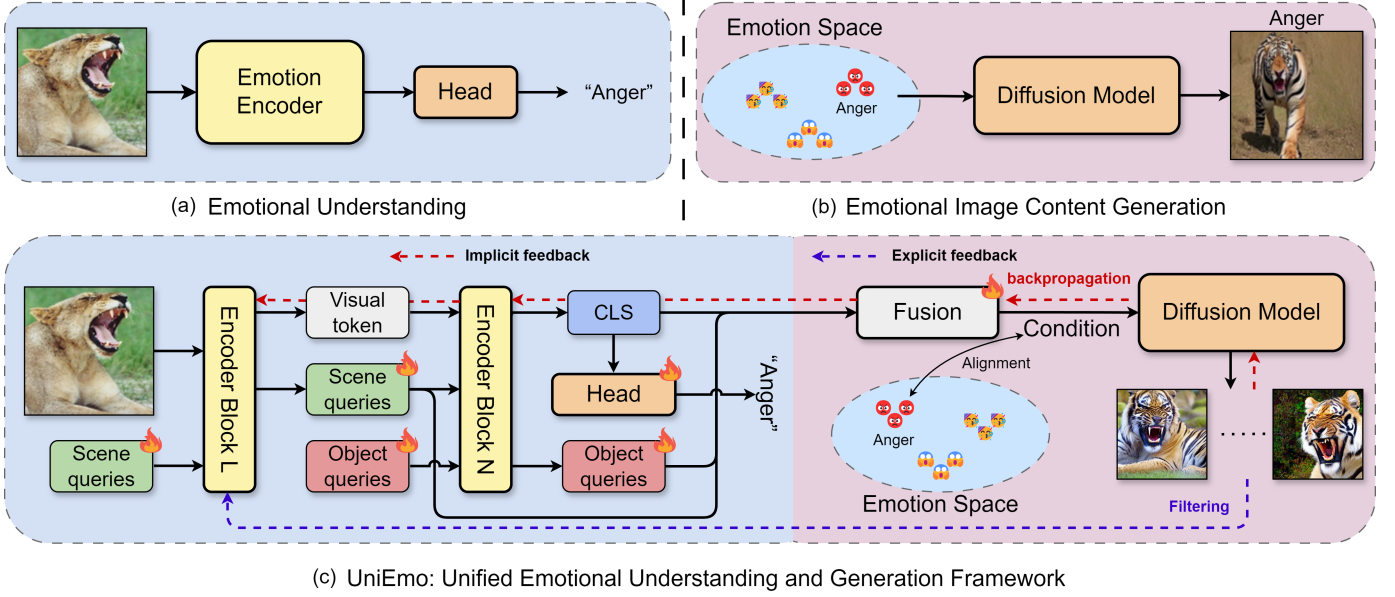 Emotion
Encoder
Head
“Anger”
(a) Emotional Understanding
Emotion Space
Anger
Diffusion Model
Anger
(b) Emotional Image Content Generation
Implicit feedback
Explicit feedback
Encoder Block L
Visual
token
Scene
queries
Scene
queries
Object
queries
Encoder Block N
CLS
Head
Object
queries
“Anger”
Fusion
backpropagation
Condition
Alignment
Diffusion Model
Anger
Emotion Space
Filtering
(c) UniEmo: Unified Emotional Understanding and Generation Framework